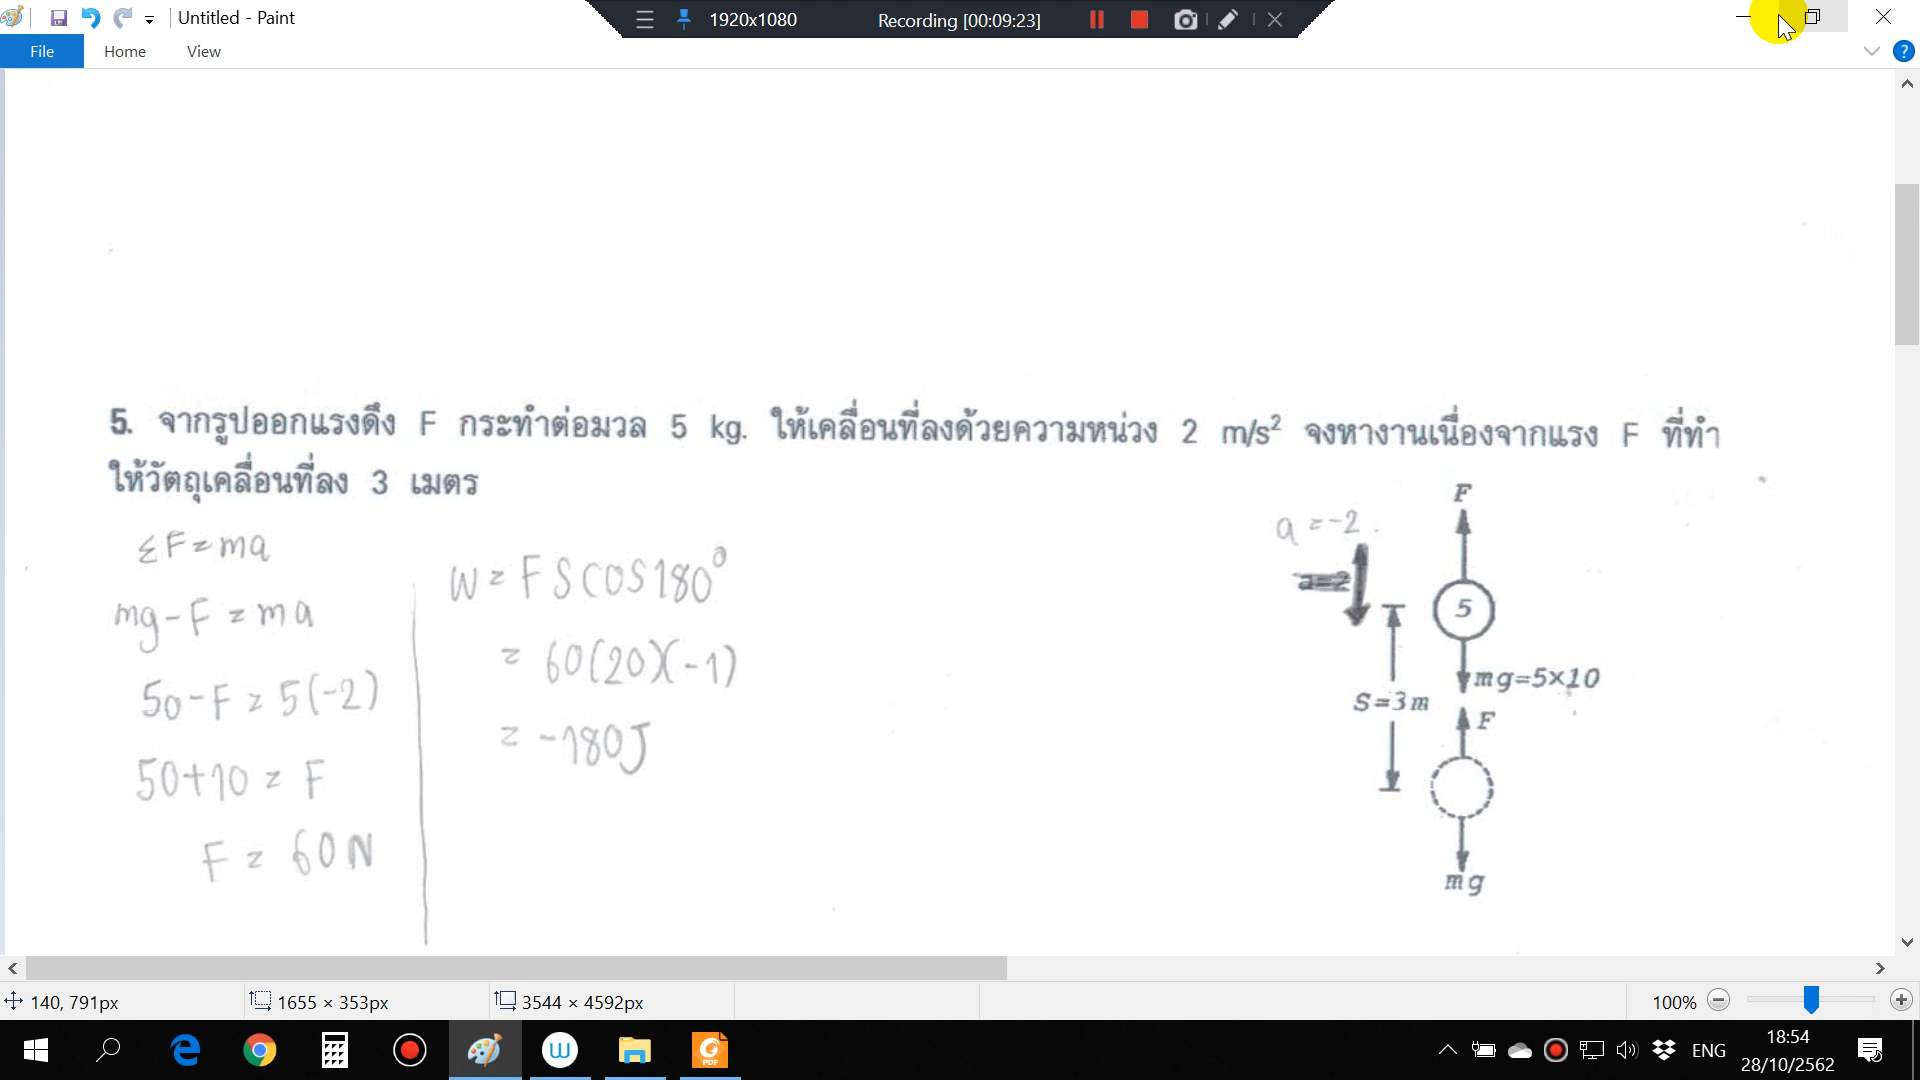 Untitled - Paint
1920x1080
Recording [00:09:23]
File
Home
View
5. จากรูปออกแรงดึง F กระทำต่อมวล 5 kg. ให้เคลื่อนที่ลงด้วยความหน่วง 2 m/s² จงหางานเนื่องจากแรง F ที่ทำ
ให้วัตถุเคลื่อนที่ลง 3 เมตร
ΣF=ma
mg-F=ma
50-F=5(-2)
50+10=F
F=60N
W=FSCOS180°
=60(20)(-1)
=-180J
a=-2
a=2
F
5
mg=5×10
S=3m
F
mg
140, 791px
1655 × 353px
3544 × 4592px
100%
W
PDF
ENG
18:54
28/10/2562